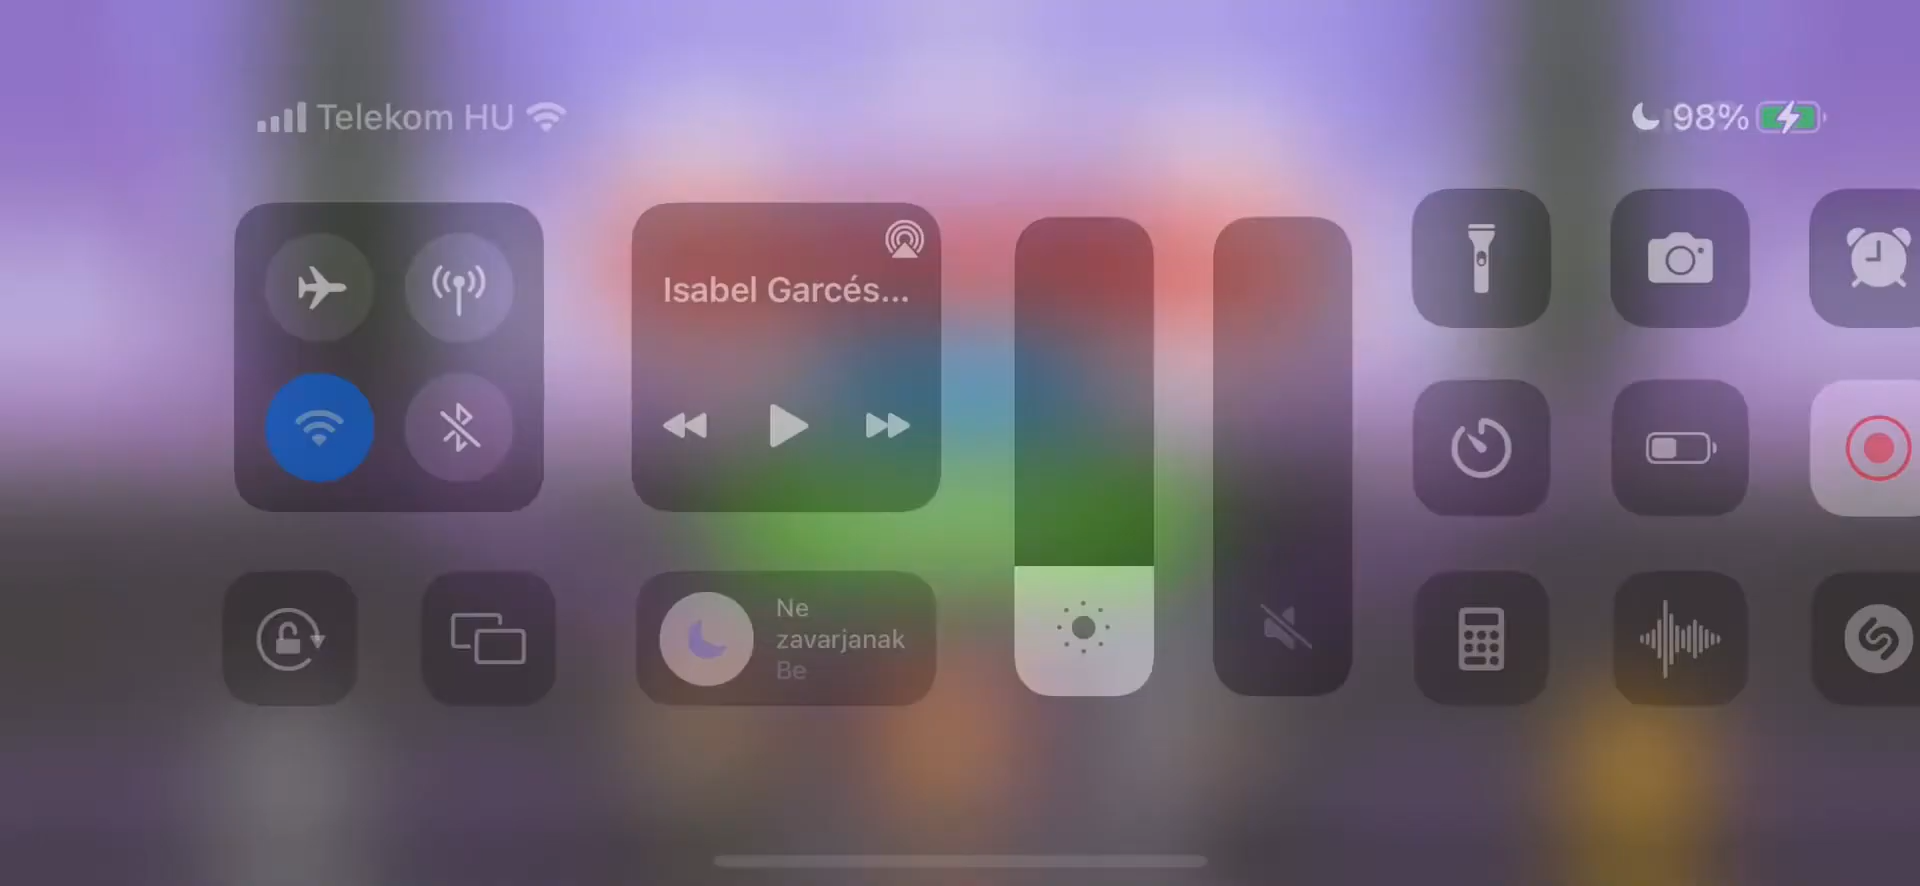 Telekom HU
98%
Isabel Garcés...
Ne
zavarjanak
Be